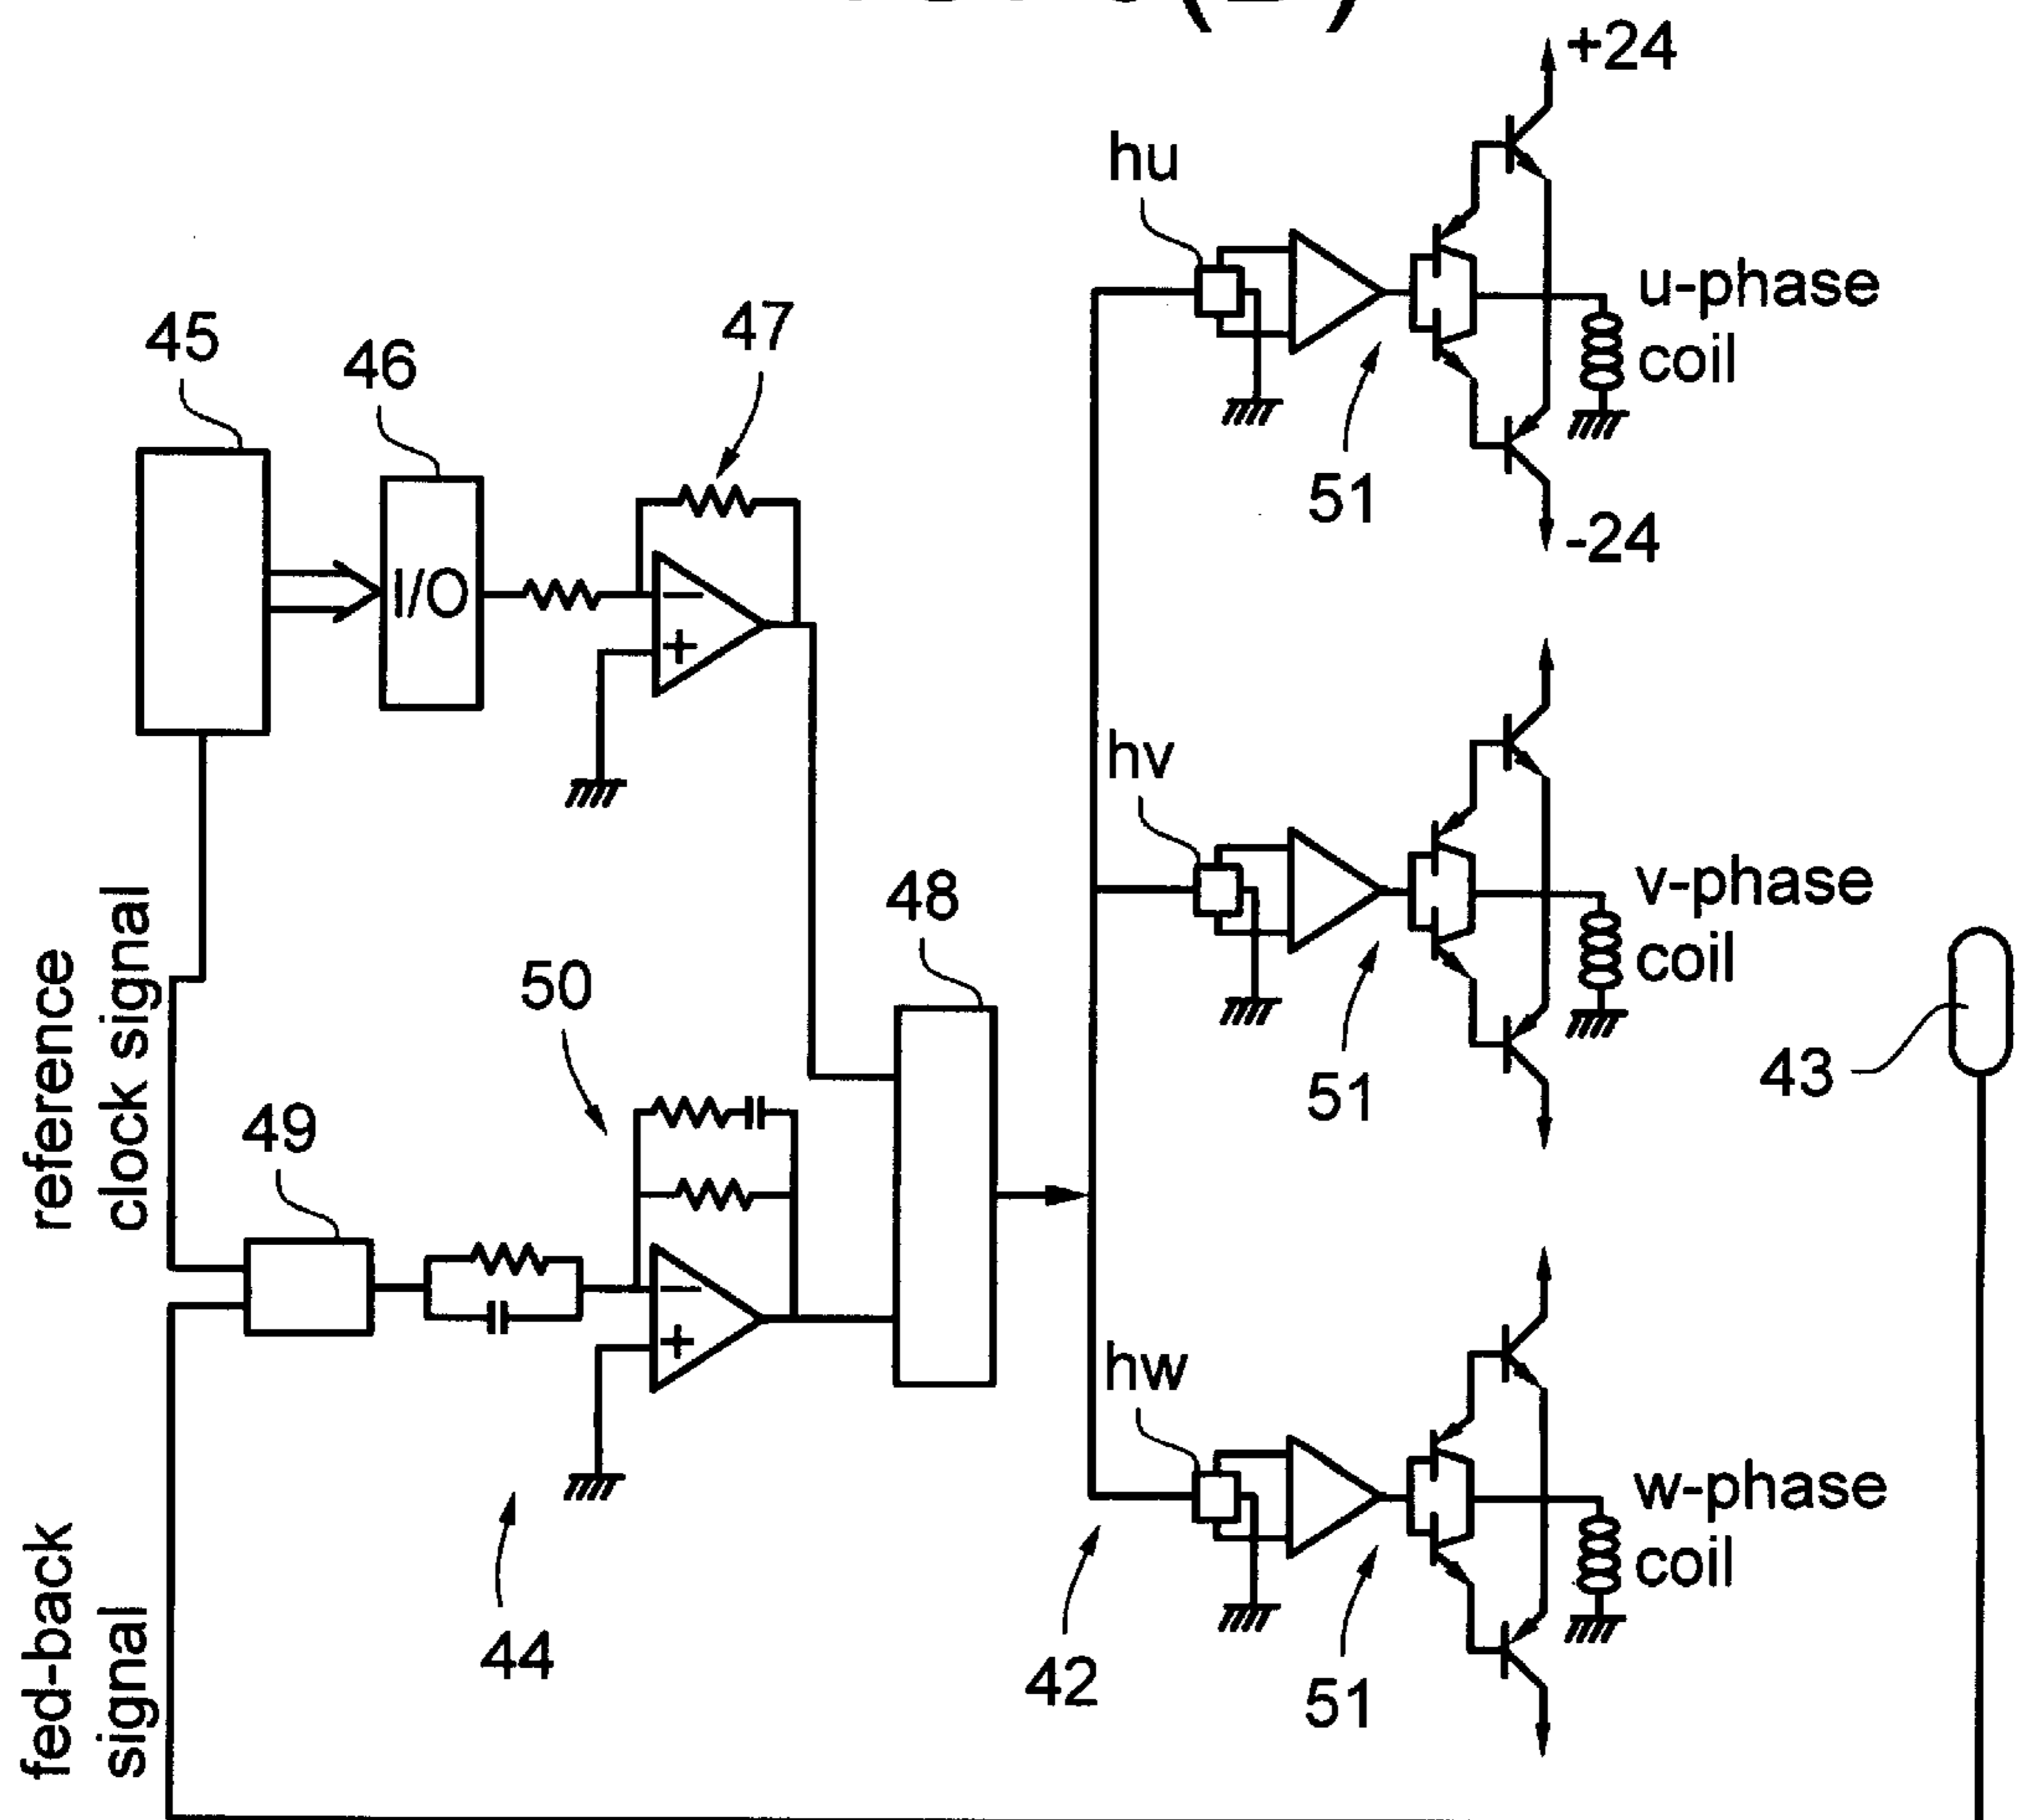 +24
hu
u-phase
coil
47
45
46
51
-24
I/O
−
+
hv
v-phase
coil
48
reference
clock signal
50
51
43
49
−
+
hw
w-phase
coil
fed-back
signal
44
42
51